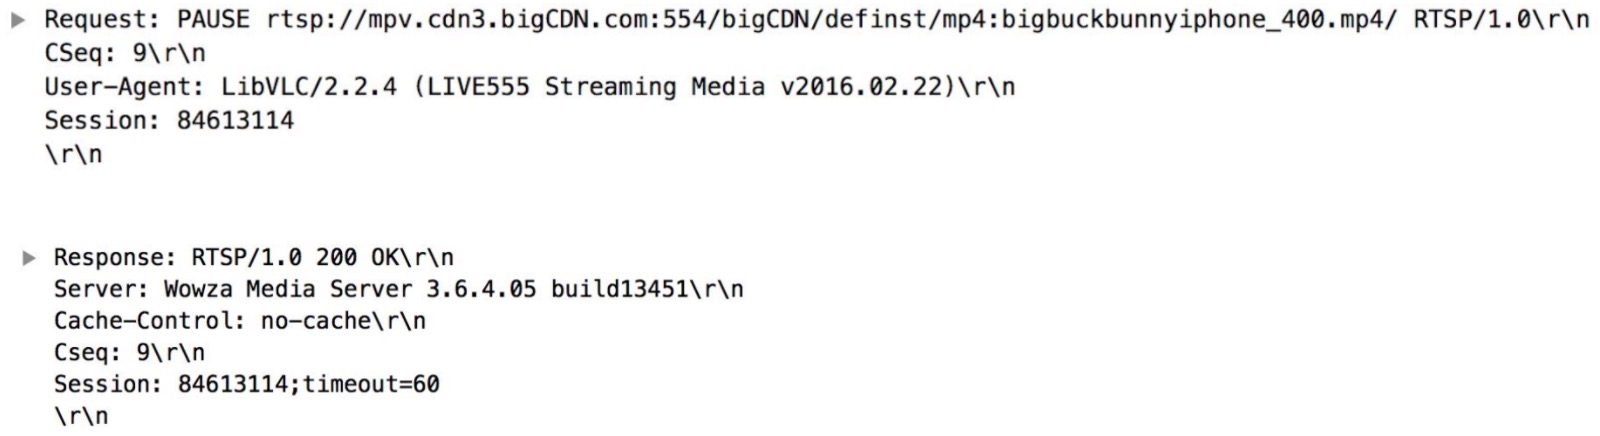 Request: PAUSE rtsp://mpv.cdn3.bigCDN.com:554/bigCDN/definst/mp4:bigbuckbunnyiphone_400.mp4/ RTSP/1.0\r\n
CSeq: 9\r\n
User-Agent: LibVLC/2.2.4 (LIVE555 Streaming Media v2016.02.22)\r\n
Session: 84613114
\r\n
Response: RTSP/1.0 200 OK\r\n
Server: Wowza Media Server 3.6.4.05 build13451\r\n
Cache-Control: no-cache\r\n
Cseq: 9\r\n
Session: 84613114;timeout=60
\r\n